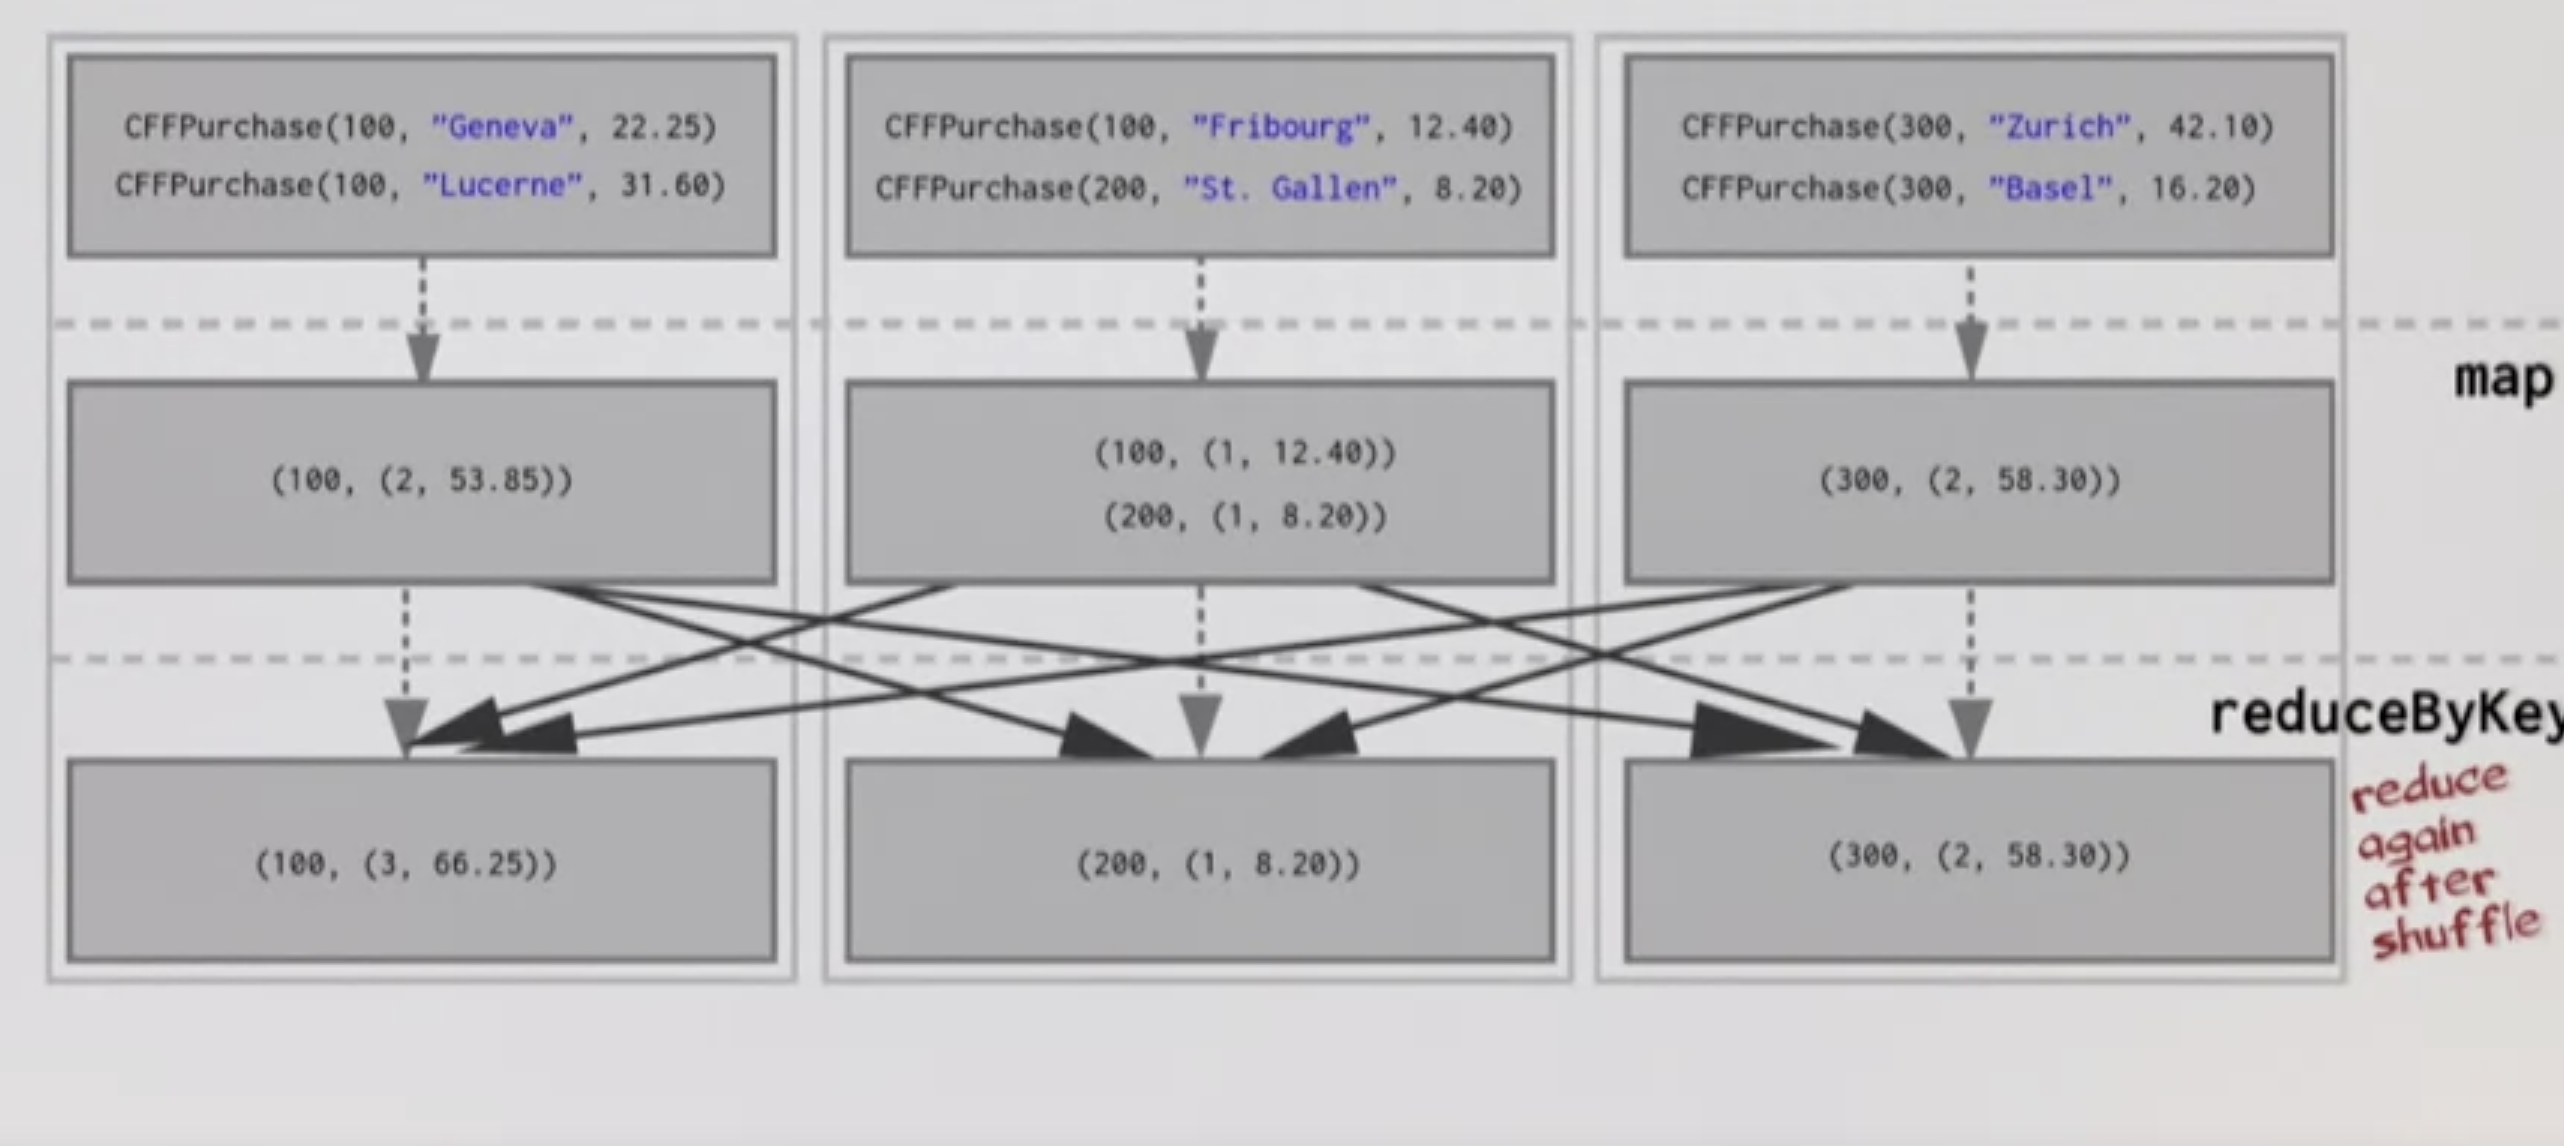 CFFPurchase(100, "Geneva", 22.25)
CFFPurchase(100, "Lucerne", 31.60)
CFFPurchase(100, "Fribourg", 12.40)
CFFPurchase(200, "St. Gallen", 8.20)
CFFPurchase(300, "Zurich", 42.10)
CFFPurchase(300, "Basel", 16.20)
map
(100, (2, 53.85))
(100, (1, 12.40))
(200, (1, 8.20))
(300, (2, 58.30))
reduceByKey
(100, (3, 66.25))
(200, (1, 8.20))
(300, (2, 58.30))
reduce
again
after
shuffle